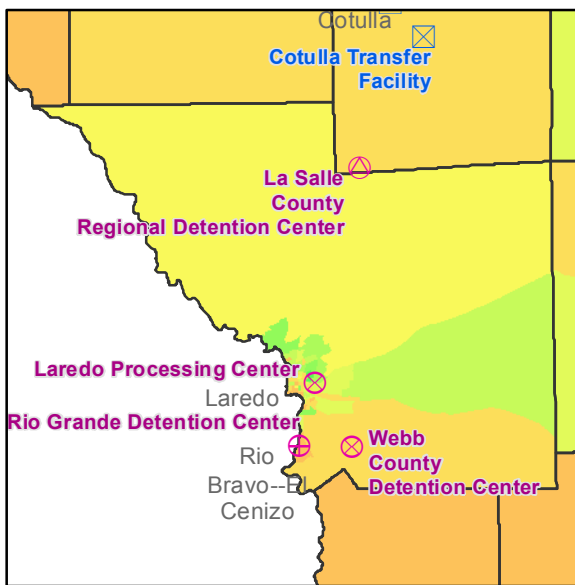 Cotulla
Cotulla Transfer
Facility
La Salle
County
Regional Detention Center
Laredo Processing Center
Laredo
Rio Grande Detention Center
Rio
Bravo--El
Cenizo
Webb
County
Detention Center